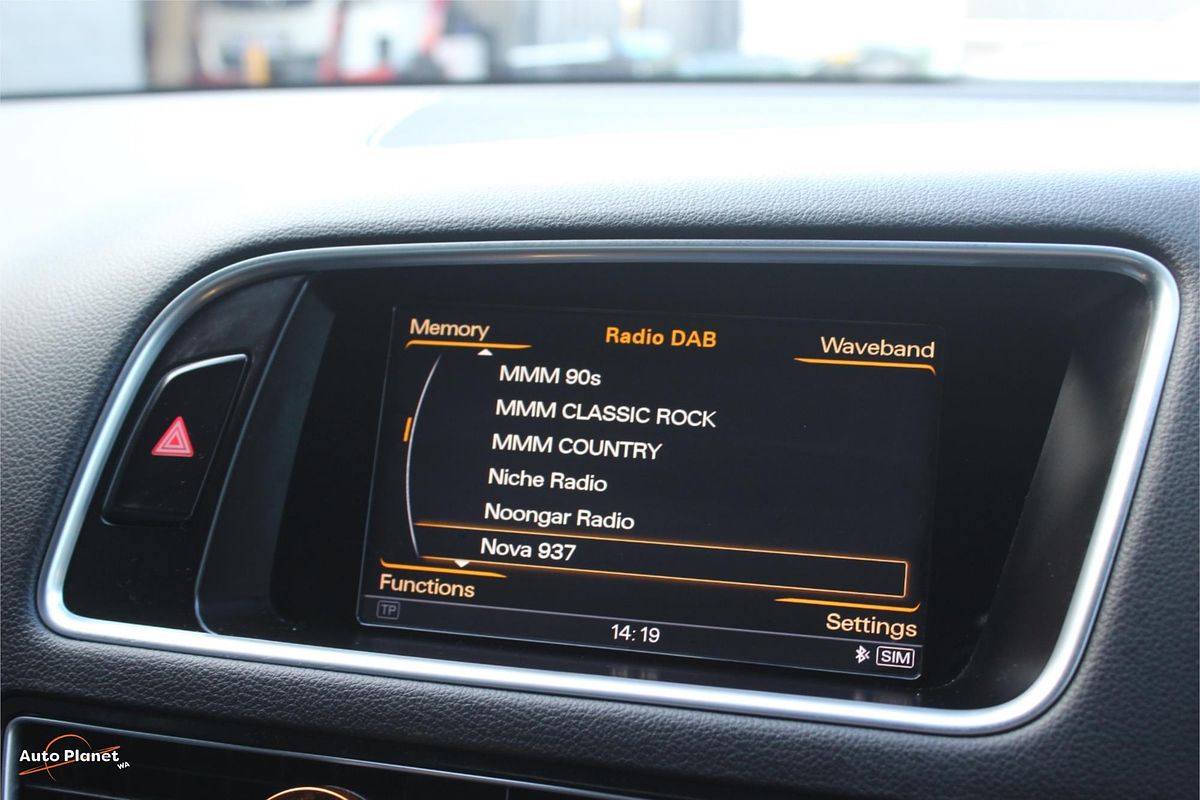 Memory
Radio DAB
Waveband
MMM 90s
MMM CLASSIC ROCK
MMM COUNTRY
Niche Radio
Noongar Radio
Nova 937
Functions
Settings
TP
14:19
SIM
Auto Planet
WA